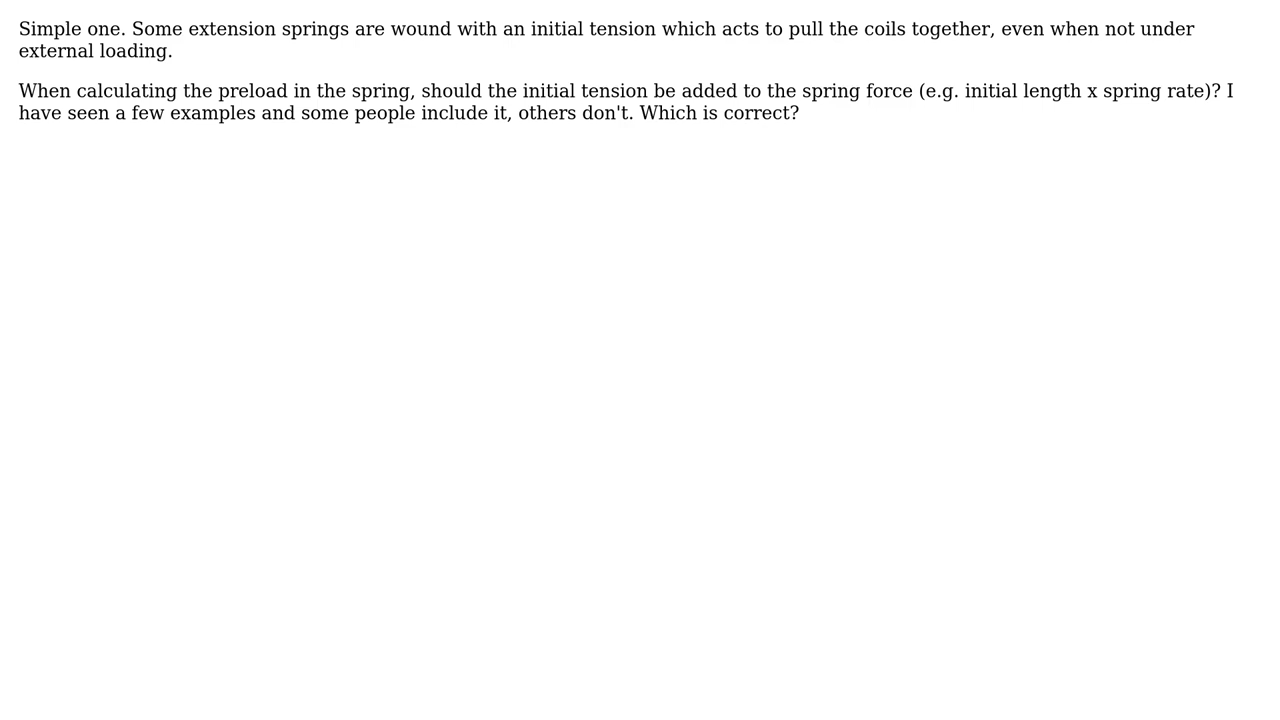 Simple one. Some extension springs are wound with an initial tension which acts to pull the coils together, even when not under
external loading.
When calculating the preload in the spring, should the initial tension be added to the spring force (e.g. initial length x spring rate)? I
have seen a few examples and some people include it, others don't. Which is correct?